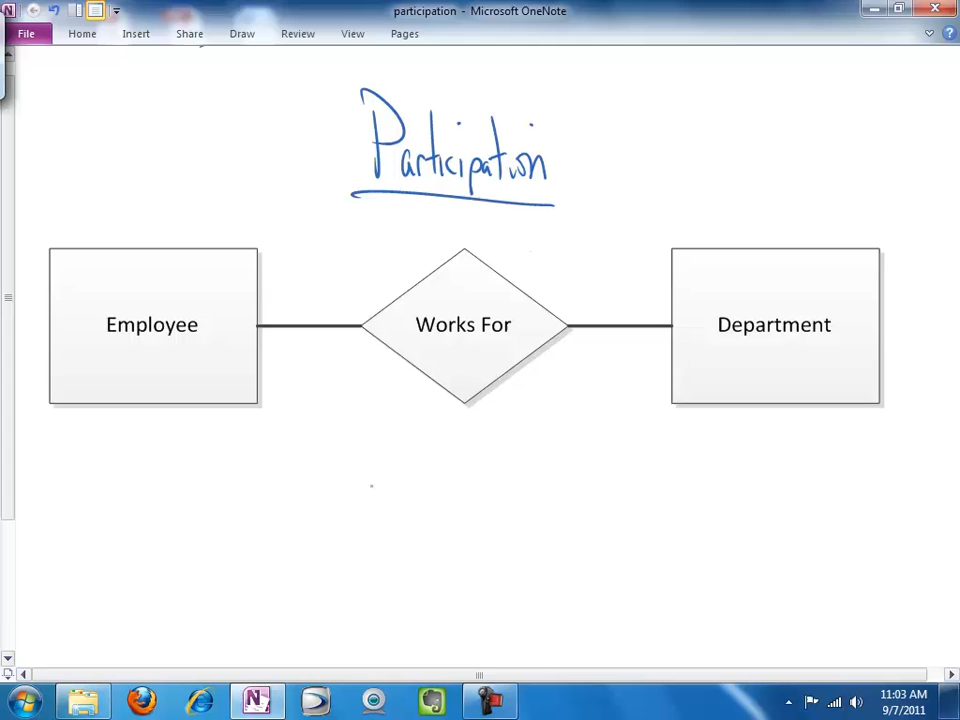 participation - Microsoft OneNote
File Home Insert Share Draw Review View Pages
Participation
Employee Works For Department
11:03 AM
9/7/2011